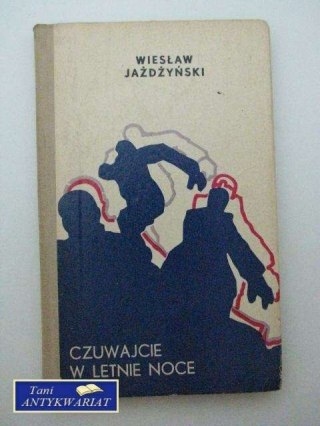 WIESŁAW
JAŻDŻYŃSKI
CZUWAJCIE
W LETNIE NOCE
Tani
ANTYKWARIAT